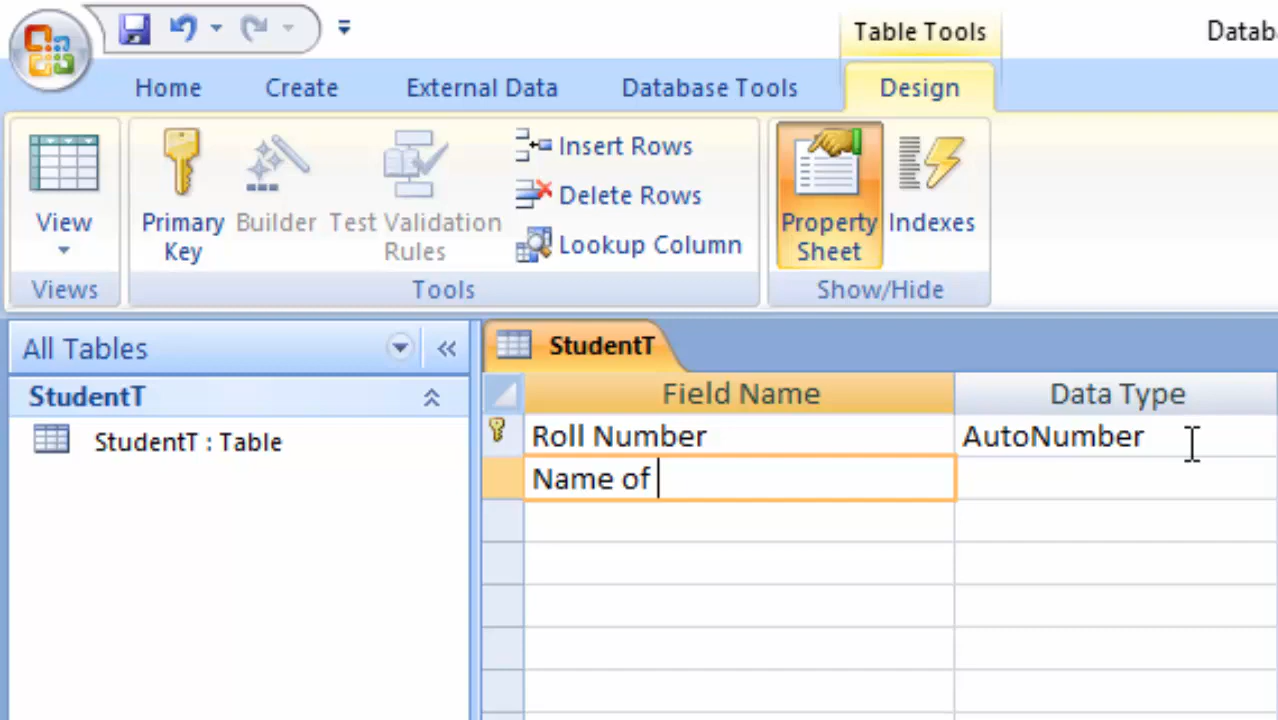 Table Tools
Datab
Home Create External Data Database Tools Design
View
Primary Key
Builder
Test Validation Rules
Insert Rows
Delete Rows
Lookup Column
Property Sheet
Indexes
Views Tools Show/Hide
All Tables
StudentT
StudentT : Table
StudentT
Field Name Data Type
Roll Number AutoNumber
Name of